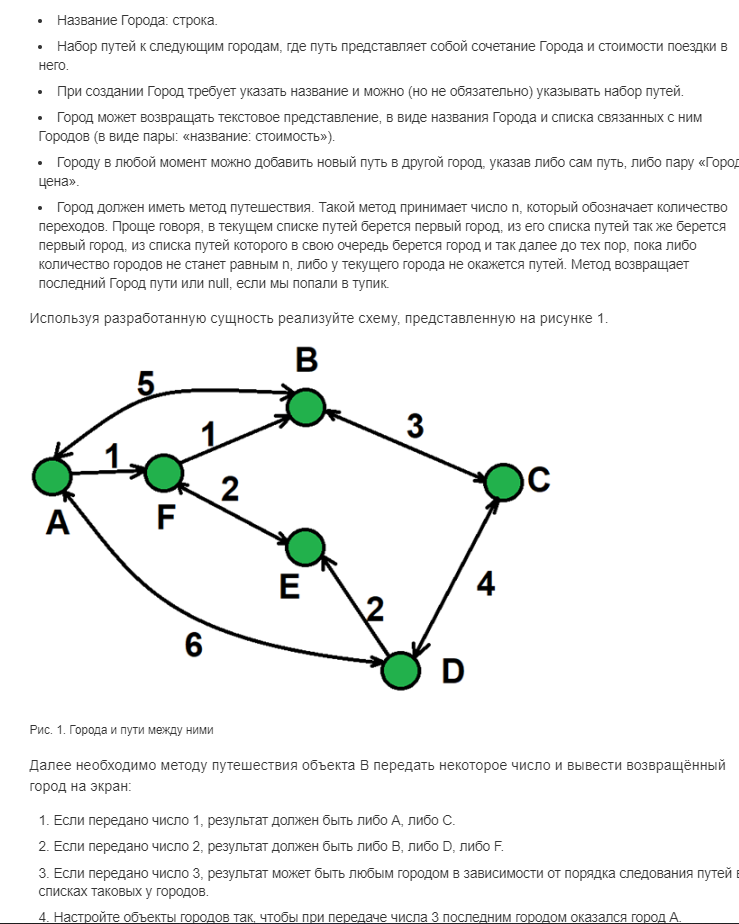 • Название Города: строка.
• Набор путей к следующим городам, где путь представляет собой сочетание Города и стоимости поездки в
него.
• При создании Город требует указать название и можно (но не обязательно) указывать набор путей.
• Город может возвращать текстовое представление, в виде названия Города и списка связанных с ним
Городов (в виде пары: «название: стоимость»).
• Городу в любой момент можно добавить новый путь в другой город, указав либо сам путь, либо пару «Город
цена».
• Город должен иметь метод путешествия. Такой метод принимает число n, который обозначает количество
переходов. Проще говоря, в текущем списке путей берется первый город, из его списка путей так же берется
первый город, из списка путей которого в свою очередь берется город и так далее до тех пор, пока либо
количество городов не станет равным n, либо у текущего города не окажется путей. Метод возвращает
последний Город пути или null, если мы попали в тупик.
Используя разработанную сущность реализуйте схему, представленную на рисунке 1.
B
5
3
1
1
C
2
A
F
E
4
2
6
D
Рис. 1. Города и пути между ними
Далее необходимо методу путешествия объекта B передать некоторое число и вывести возвращённый
город на экран:
1. Если передано число 1, результат должен быть либо A, либо C.
2. Если передано число 2, результат должен быть либо B, либо D, либо F.
3. Если передано число 3, результат может быть любым городом в зависимости от порядка следования путей в
списках таковых у городов.
4. Настройте объекты городов так, чтобы при передаче числа 3 последним городом оказался город A.